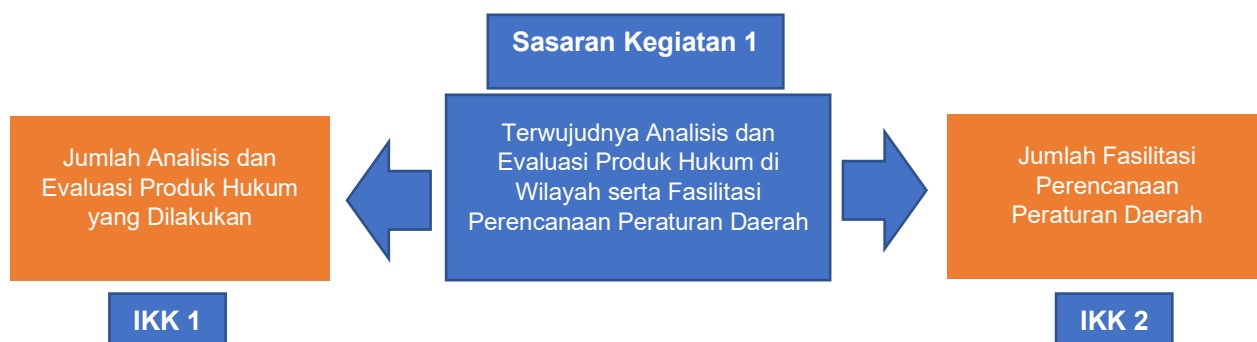 Sasaran Kegiatan 1
Terwujudnya Analisis dan
Evaluasi Produk Hukum di
Wilayah serta Fasilitasi
Perencanaan Peraturan Daerah
Jumlah Analisis dan
Evaluasi Produk Hukum
yang Dilakukan
IKK 1
Jumlah Fasilitasi
Perencanaan
Peraturan Daerah
IKK 2